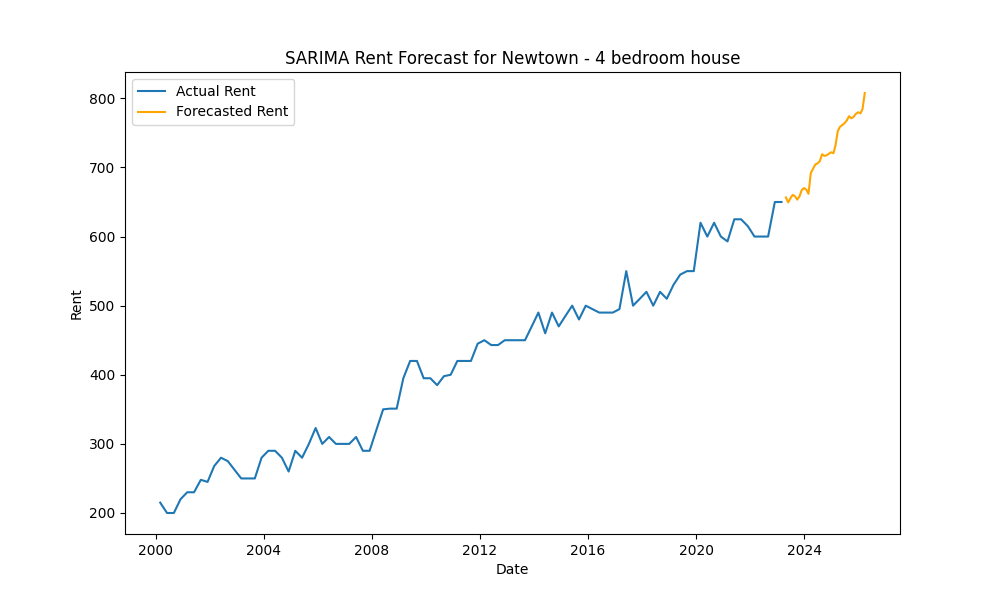 SARIMA Rent Forecast for Newtown - 4 bedroom house
Actual Rent
Forecasted Rent
800
700
600
500
400
300
200
Rent
2000 2004 2008 2012 2016 2020 2024
Date